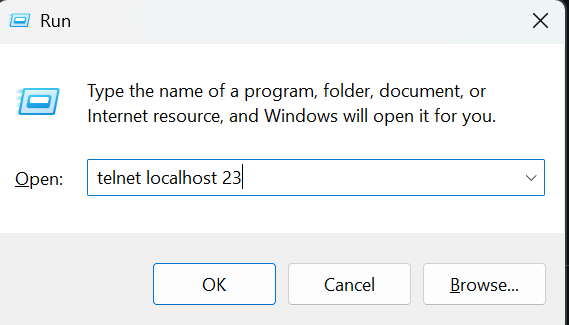 Run
Type the name of a program, folder, document, or
Internet resource, and Windows will open it for you.
Open: telnet localhost 23
OK Cancel Browse...